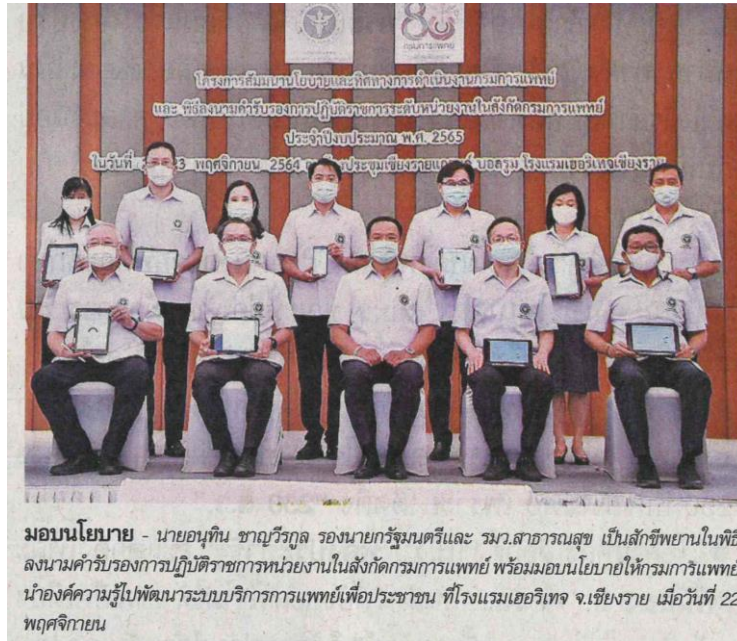 กรมการแพทย์
โครงการสัมมนานโยบายและทิศทางการดำเนินงานกรมการแพทย์
และ พิธีลงนามคำรับรองการปฏิบัติราชการระดับหน่วยงานในสังกัดกรมการแพทย์
ประจำปีงบประมาณ พ.ศ. 2565
ในวันที่ พฤศจิกายน 2564 บอลรูม โรงแรมเฮอริเทจเชียงราย
มอบนโยบาย - นายอนุทิน ชาญวีรกูล รองนายกรัฐมนตรีและ รมว.สาธารณสุข เป็นสักขีพยานในพิธี
ลงนามคำรับรองการปฏิบัติราชการหน่วยงานในสังกัดกรมการแพทย์ พร้อมมอบนโยบายให้กรมการแพทย์
นำองค์ความรู้ไปพัฒนาระบบบริการการแพทย์เพื่อประชาชน ที่โรงแรมเฮอริเทจ จ.เชียงราย เมื่อวันที่ 22
พฤศจิกายน